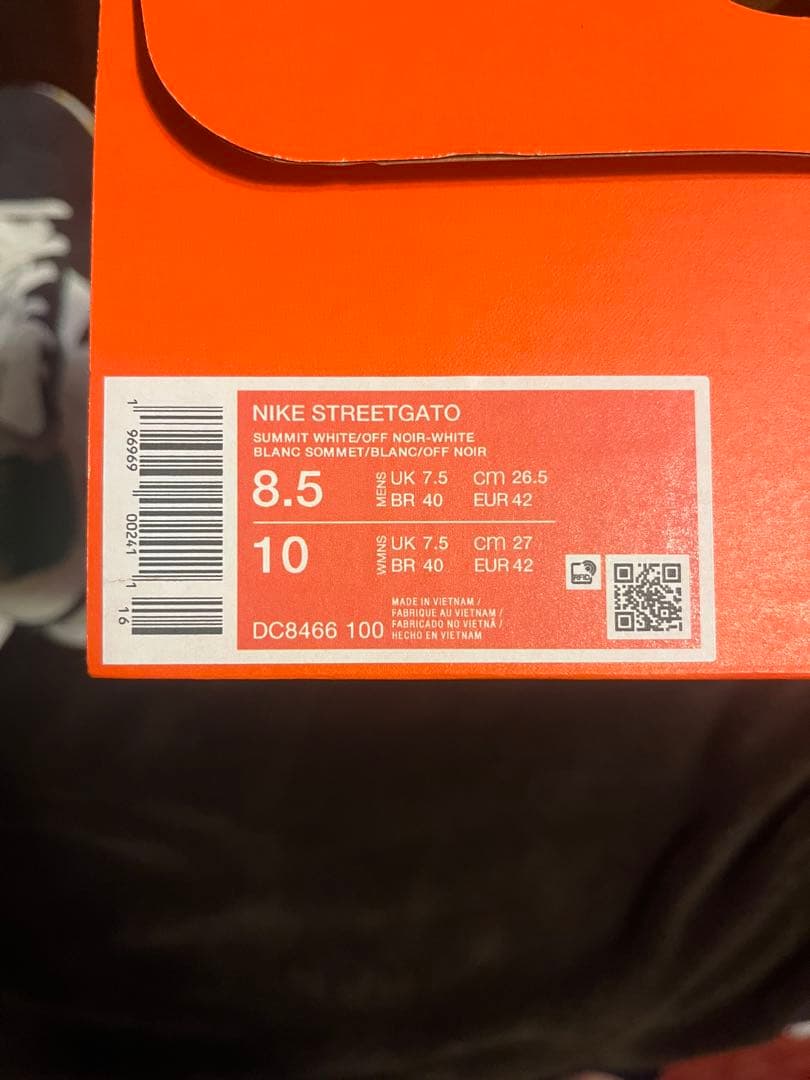 NIKE STREETGATO
SUMMIT WHITE/OFF NOIR-WHITE
BLANC SOMMET/BLANC/OFF NOIR
8.5 MENS UK 7.5 cm 26.5
BR 40 EUR 42
10 WMNS UK 7.5 cm 27
BR 40 EUR 42
RFID
DC8466 100
MADE IN VIETNAM /
FABRIQUE AU VIETNAM /
FABRICADO NO VIETNÃ /
HECHO EN VIETNAM
1 96969 00241 1 16